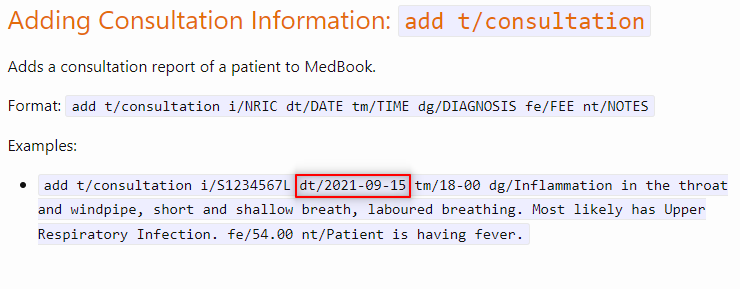 Adding Consultation Information: add t/consultation
Adds a consultation report of a patient to MedBook.
Format: add t/consultation i/NRIC dt/DATE tm/TIME dg/DIAGNOSIS fe/FEE nt/NOTES
Examples:
• add t/consultation i/S1234567L dt/2021-09-15 tm/18-00 dg/Inflammation in the throat
and windpipe, short and shallow breath, laboured breathing. Most likely has Upper
Respiratory Infection. fe/54.00 nt/Patient is having fever.